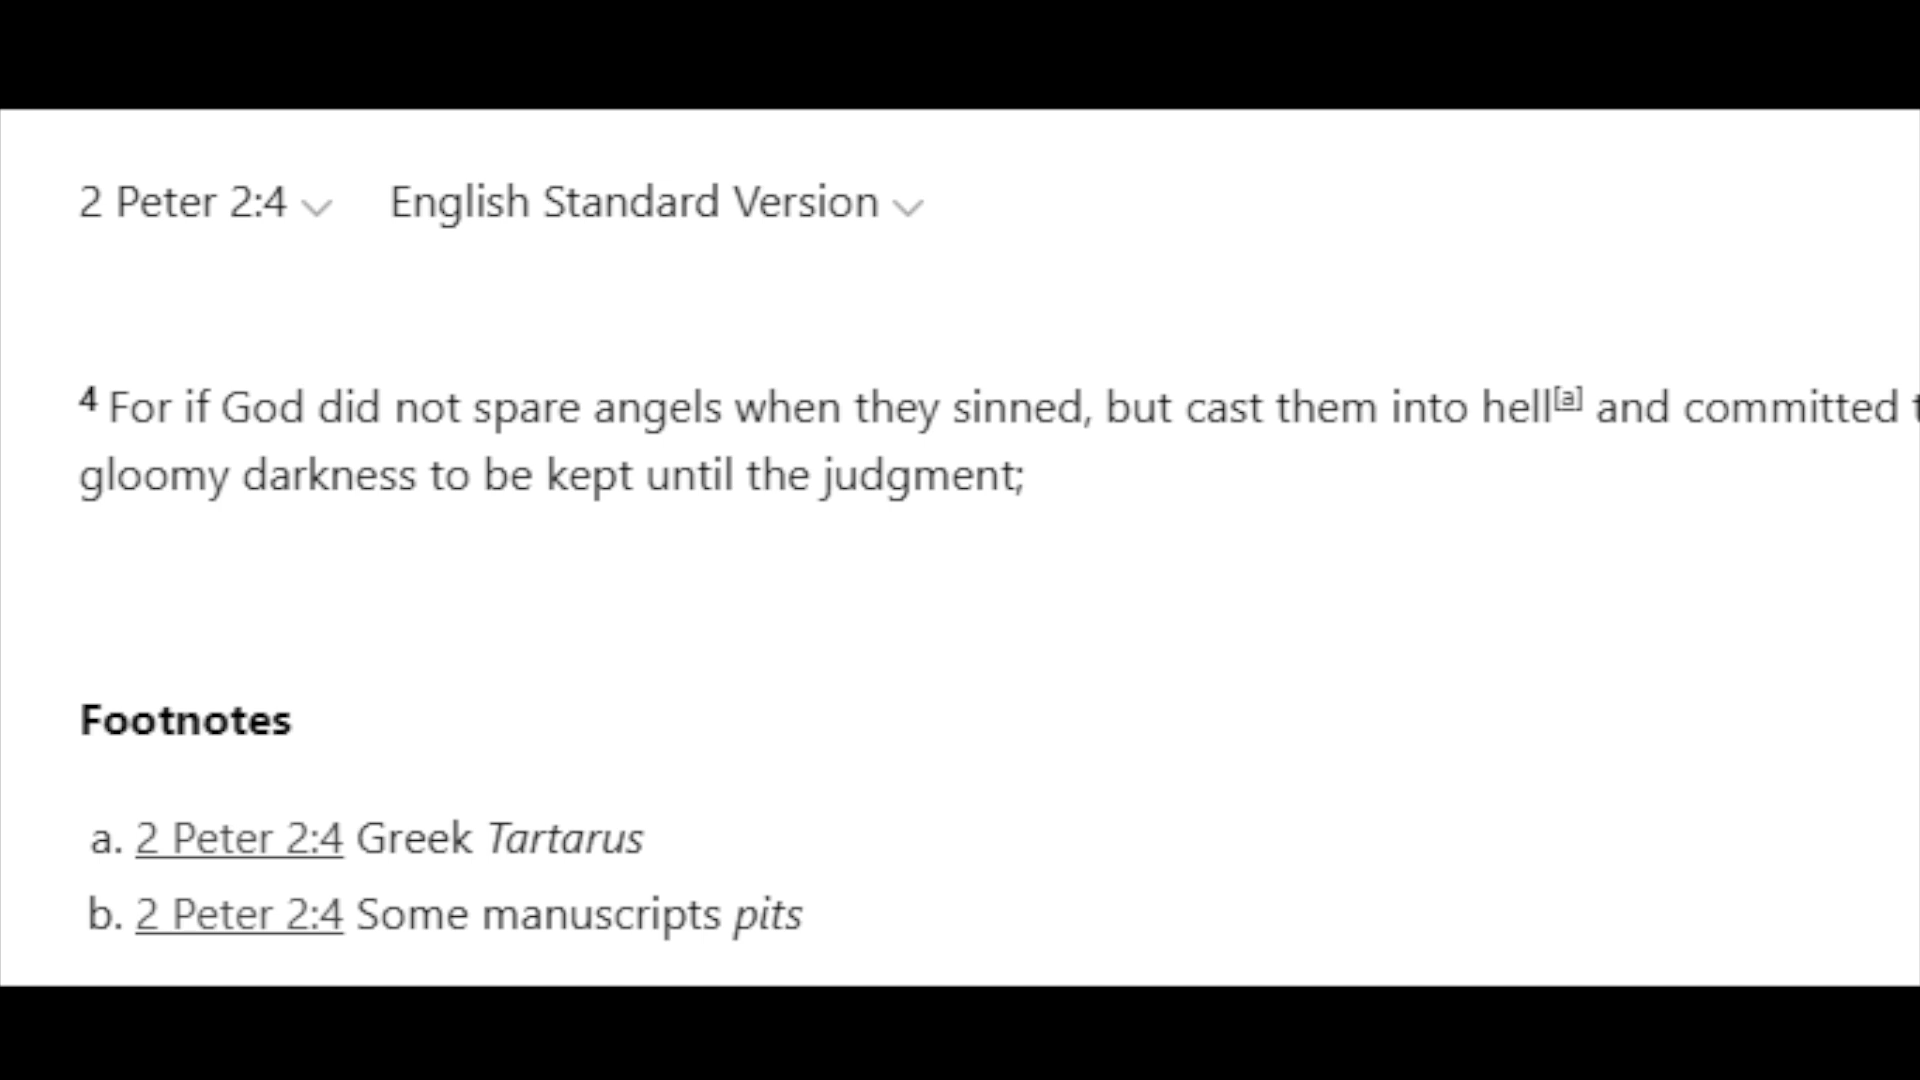 2 Peter 2:4 English Standard Version
4 For if God did not spare angels when they sinned, but cast them into hell[a] and committed
gloomy darkness to be kept until the judgment;
Footnotes
a. 2 Peter 2:4 Greek Tartarus
b. 2 Peter 2:4 Some manuscripts pits